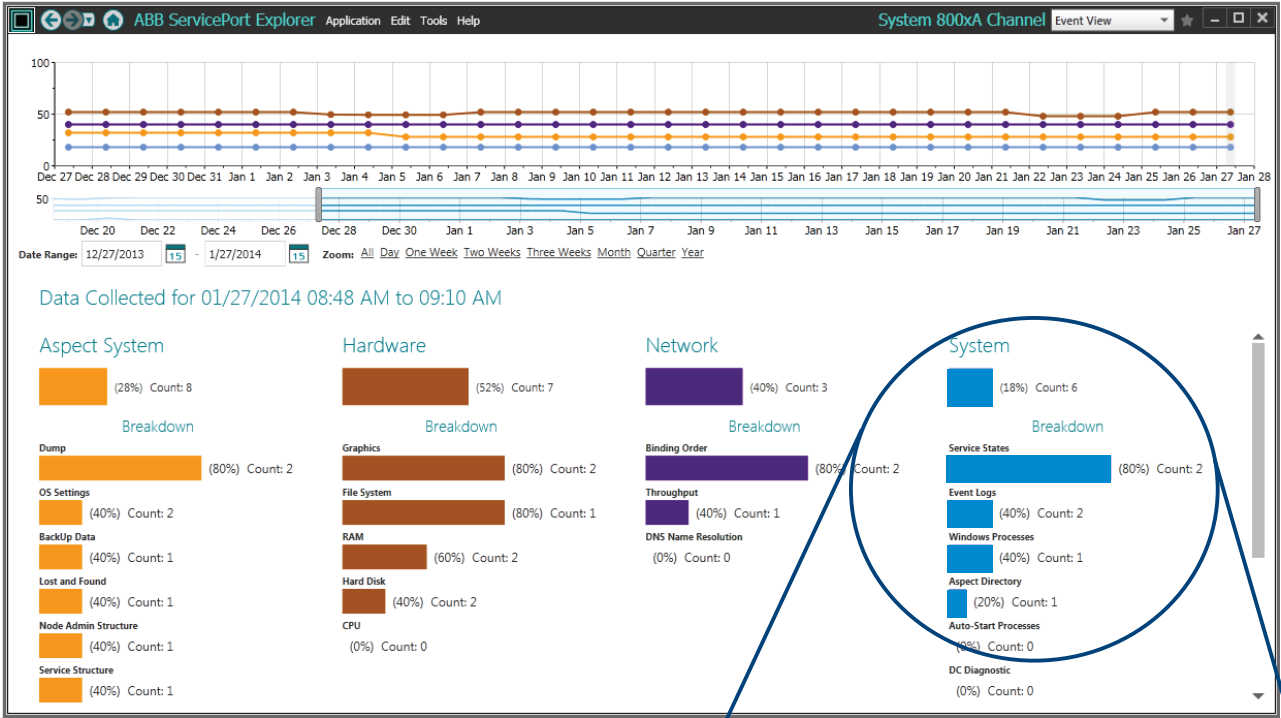 ABB ServicePort Explorer Application Edit Tools Help System 800xA Channel Event View
100
50
0
Dec 27 Dec 28 Dec 29 Dec 30 Dec 31 Jan 1 Jan 2 Jan 3 Jan 4 Jan 5 Jan 6 Jan 7 Jan 8 Jan 9 Jan 10 Jan 11 Jan 12 Jan 13 Jan 14 Jan 15 Jan 16 Jan 17 Jan 18 Jan 19 Jan 20 Jan 21 Jan 22 Jan 23 Jan 24 Jan 25 Jan 26 Jan 27 Jan 28
50
Dec 20 Dec 22 Dec 24 Dec 26 Dec 28 Dec 30 Jan 1 Jan 3 Jan 5 Jan 7 Jan 9 Jan 11 Jan 13 Jan 15 Jan 17 Jan 19 Jan 21 Jan 23 Jan 25 Jan 27
Date Range: 12/27/2013 15 - 1/27/2014 15 Zoom: All Day One Week Two Weeks Three Weeks Month Quarter Year
Data Collected for 01/27/2014 08:48 AM to 09:10 AM
Aspect System
(28%) Count: 8
Breakdown
Dump
(80%) Count: 2
OS Settings
(40%) Count: 2
BackUp Data
(40%) Count: 1
Lost and Found
(40%) Count: 1
Node Admin Structure
(40%) Count: 1
Service Structure
(40%) Count: 1
Hardware
(52%) Count: 7
Breakdown
Graphics
(80%) Count: 2
File System
(80%) Count: 1
RAM
(60%) Count: 2
Hard Disk
(40%) Count: 2
CPU
(0%) Count: 0
Network
(40%) Count: 3
Breakdown
Binding Order
(80%) Count: 2
Throughput
(40%) Count: 1
DNS Name Resolution
(0%) Count: 0
System
(18%) Count: 6
Breakdown
Service States
(80%) Count: 2
Event Logs
(40%) Count: 2
Windows Processes
(40%) Count: 1
Aspect Directory
(20%) Count: 1
Auto-Start Processes
(0%) Count: 0
DC Diagnostic
(0%) Count: 0